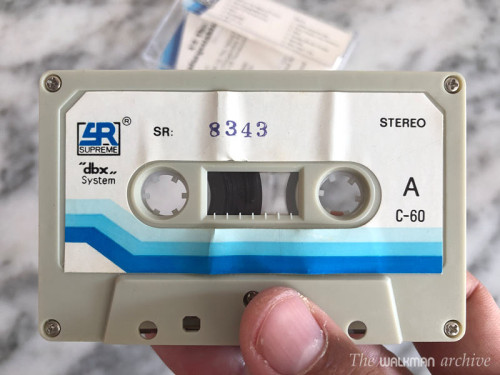 SR
®
SUPREME
SR: 8343
STEREO
"dbx"
System
A
C-60
The WALKMAN archive